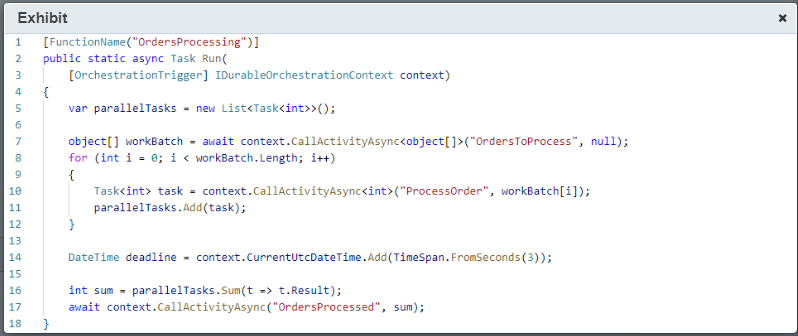 Exhibit ×
1 [FunctionName("OrdersProcessing")]
2 public static async Task Run(
3 [OrchestrationTrigger] IDurableOrchestrationContext context)
4 {
5 var parallelTasks = new List<Task<int>>();
6
7 object[] workBatch = await context.CallActivityAsync<object[]>("OrdersToProcess", null);
8 for (int i = 0; i < workBatch.Length; i++)
9 {
10 Task<int> task = context.CallActivityAsync<int>("ProcessOrder", workBatch[i]);
11 parallelTasks.Add(task);
12 }
13
14 DateTime deadline = context.CurrentUtcDateTime.Add(TimeSpan.FromSeconds(3));
15
16 int sum = parallelTasks.Sum(t => t.Result);
17 await context.CallActivityAsync("OrdersProcessed", sum);
18 }